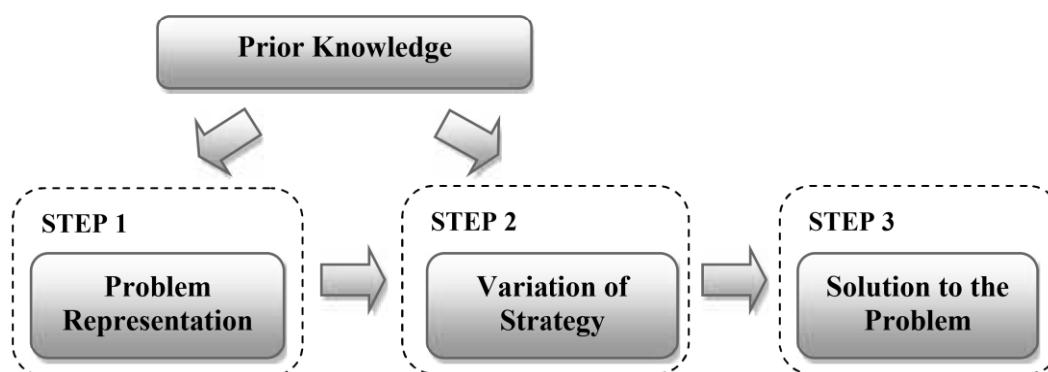 Prior Knowledge
STEP 1
Problem
Representation
STEP 2
Variation of
Strategy
STEP 3
Solution to the
Problem